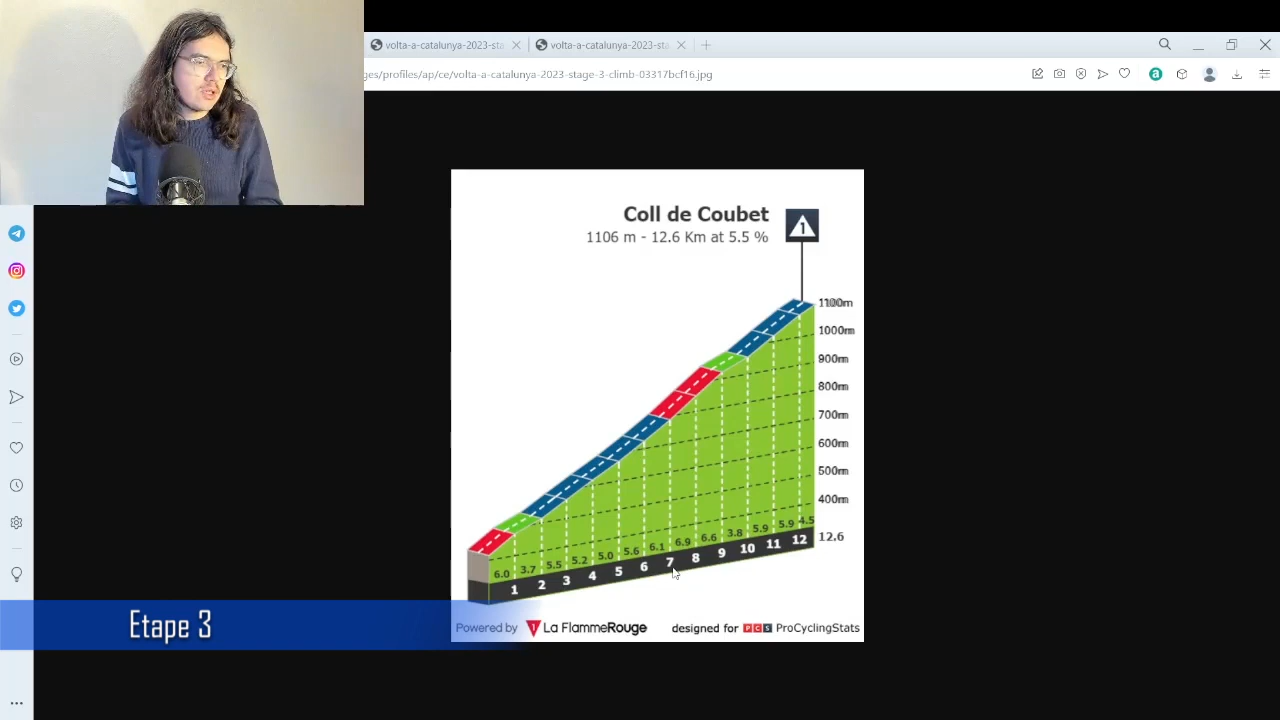 volta-a-catalunya-2023-sta
volta-a-catalunya-2023-sta
ges/profiles/ap/ce/volta-a-catalunya-2023-stage-3-climb-03317bcf16.jpg
a
Coll de Coubet
1106 m - 12.6 Km at 5.5 %
1
1000m
900m
800m
700m
600m
500m
400m
12.6
6.0 3.7 5.5 5.2 5.0 5.6 6.1 6.9 6.6 3.8 5.9 5.9 4.5
1 2 3 4 5 6 7 8 9 10 11 12
Etape 3
Powered by 1 La FlammeRouge designed for PCS ProCyclingStats